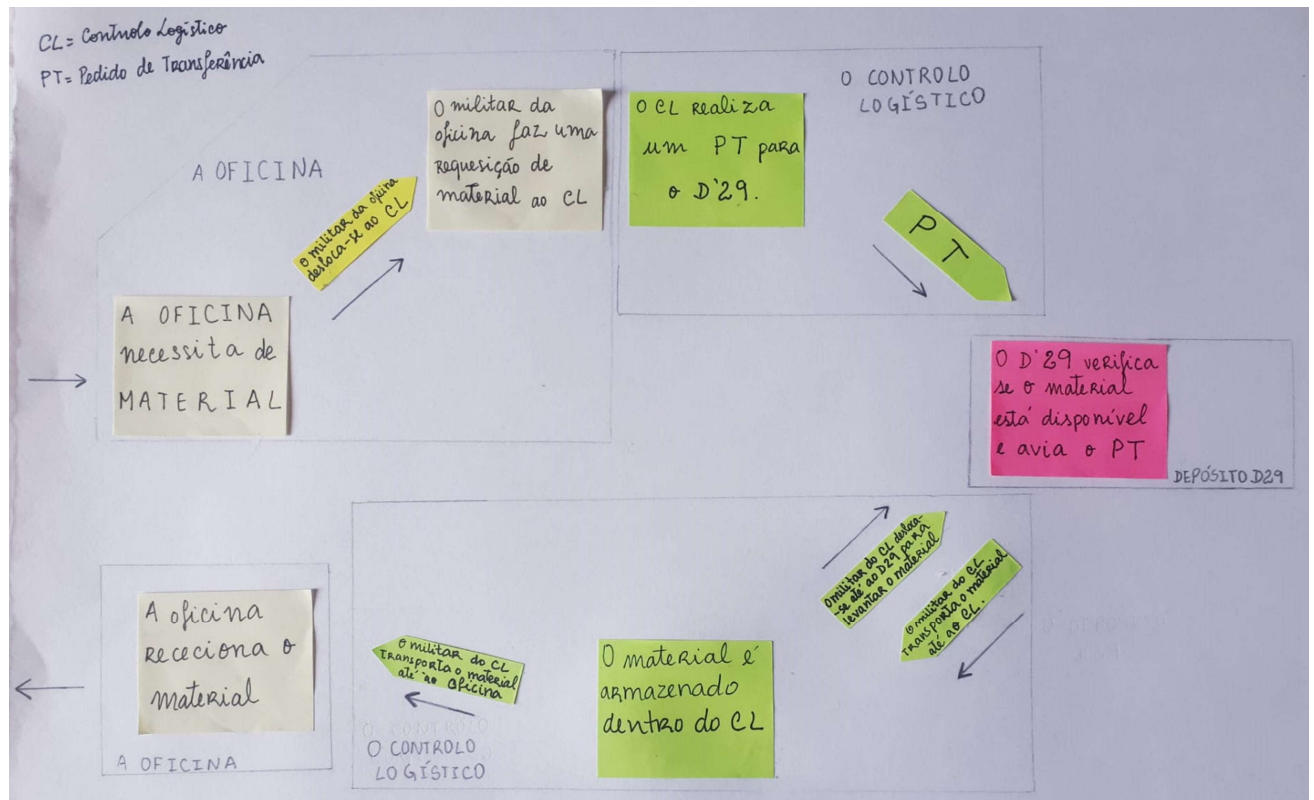 CL= Controlo Logístico
PT= Pedido de Transferência
A OFICINA
A OFICINA
necessita de
MATERIAL
O militar da oficina
desloca-se ao CL
O militar da
oficina faz uma
requesição de
material ao CL
O CONTROLO
LOGÍSTICO
O CL realiza
um PT para
o D'29.
PT
O D'29 verifica
se o material
está disponível
e avia o PT
DEPÓSITO D29
O militar do CL desloca-
-se até ao D29 para
levantar o material
O militar do CL
transporta o material
até ao CL.
O material é
armazenado
dentro do CL
O militar do CL
transporta o material
até ao Oficina
O CONTROLO
LOGÍSTICO
A oficina
receciona o
material
A OFICINA